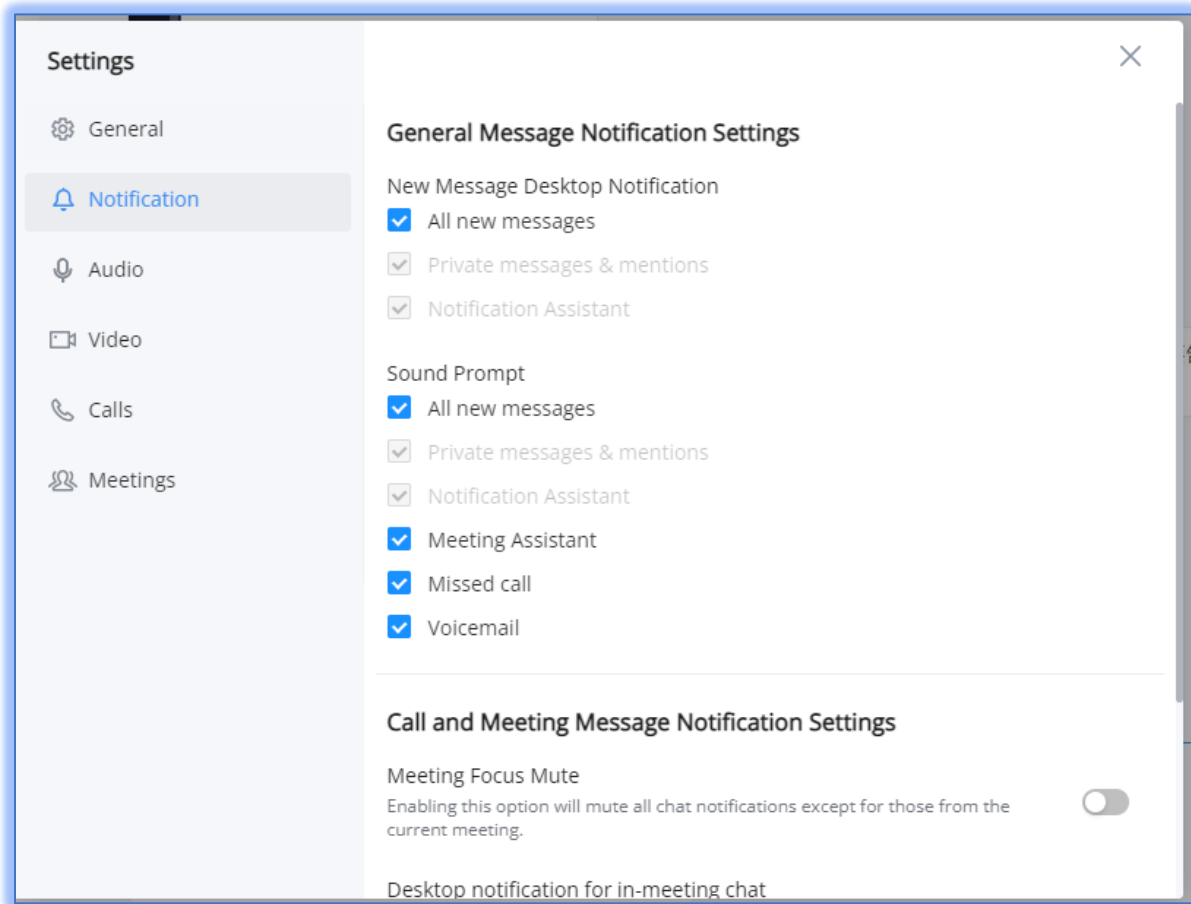 Settings
General
Notification
Audio
Video
Calls
Meetings
General Message Notification Settings
New Message Desktop Notification
All new messages
Private messages & mentions
Notification Assistant
Sound Prompt
All new messages
Private messages & mentions
Notification Assistant
Meeting Assistant
Missed call
Voicemail
Call and Meeting Message Notification Settings
Meeting Focus Mute
Enabling this option will mute all chat notifications except for those from the
current meeting.
Desktop notification for in-meeting chat